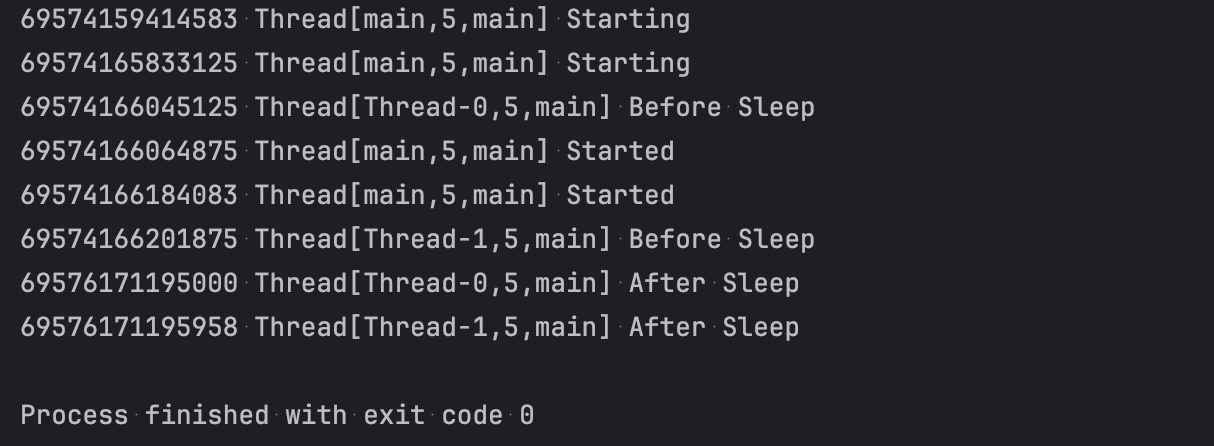 69574159414583 Thread[main,5,main] Starting
69574165833125 Thread[main,5,main] Starting
69574166045125 Thread[Thread-0,5,main] Before Sleep
69574166064875 Thread[main,5,main] Started
69574166184083 Thread[main,5,main] Started
69574166201875 Thread[Thread-1,5,main] Before Sleep
69576171195000 Thread[Thread-0,5,main] After Sleep
69576171195958 Thread[Thread-1,5,main] After Sleep
Process finished with exit code 0